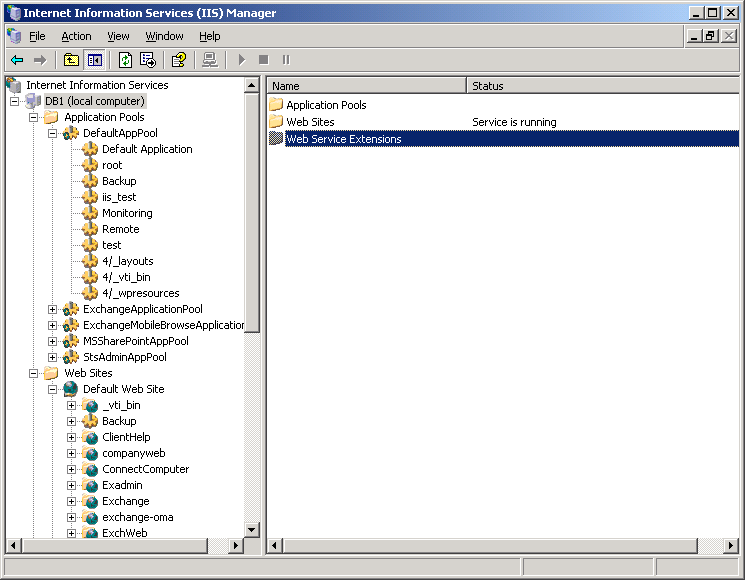 Internet Information Services (IIS) Manager
File Action View Window Help
Internet Information Services
DB1 (local computer)
Application Pools
DefaultAppPool
Default Application
root
Backup
iis_test
Monitoring
Remote
test
4/_layouts
4/_vti_bin
4/_wpresources
ExchangeApplicationPool
ExchangeMobileBrowseApplication
MSSharePointAppPool
StsAdminAppPool
Web Sites
Default Web Site
_vti_bin
Backup
ClientHelp
companyweb
ConnectComputer
Exadmin
Exchange
exchange-oma
ExchWeb
Name Status
Application Pools
Web Sites Service is running
Web Service Extensions